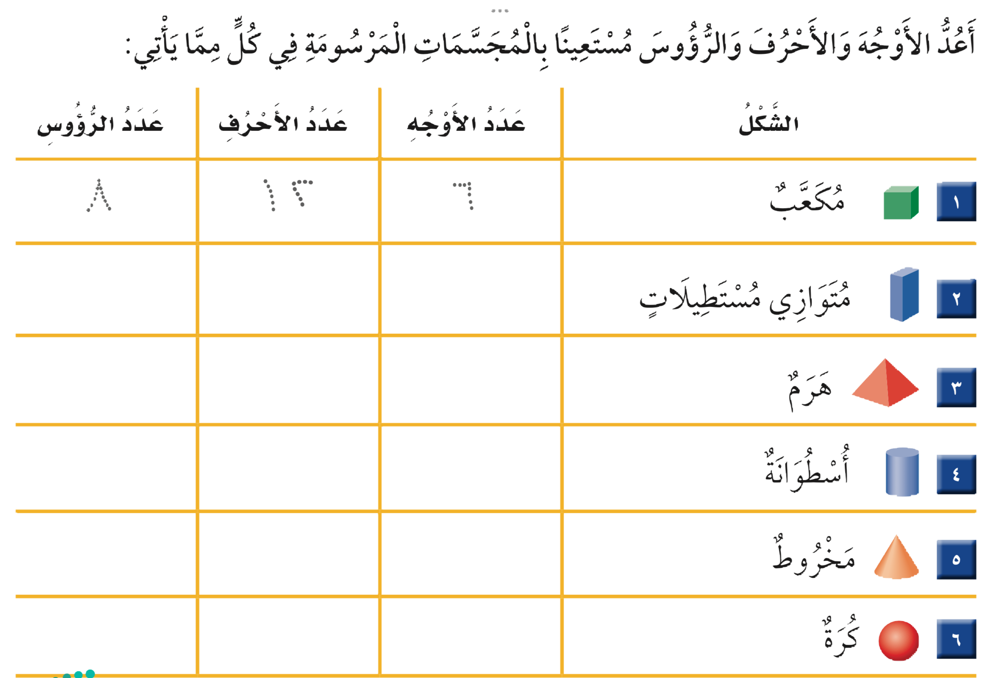 أَعُدُّ الأَوْجُهَ وَالأَحْرُفَ وَالرُّؤُوسَ مُسْتَعِينًا بِالْمُجَسَّمَاتِ الْمَرْسُومَةِ فِي كُلٍّ مِمَّا يَأْتِي :
الشَّكْلُ عَدَدُ الأَوْجُهِ عَدَدُ الأَحْرُفِ عَدَدُ الرُّؤُوسِ
١ مُكَعَّبٌ ٦ ١٢ ٨
٢ مُتَوَازِي مُسْتَطِيلَاتٍ
٣ هَرَمٌ
٤ أُسْطُوَانَةٌ
٥ مَخْرُوطٌ
٦ كُرَةٌ